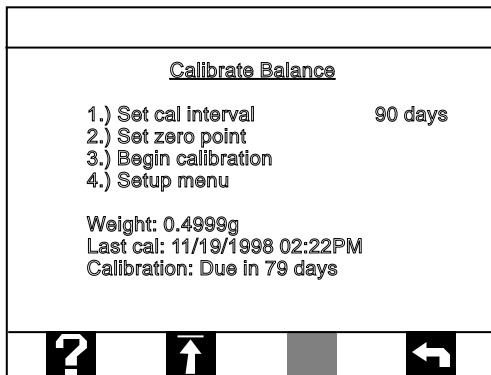 Calibrate Balance
1.) Set cal interval 90 days
2.) Set zero point
3.) Begin calibration
4.) Setup menu
Weight: 0.4999g
Last cal: 11/19/1998 02:22PM
Calibration: Due in 79 days
?